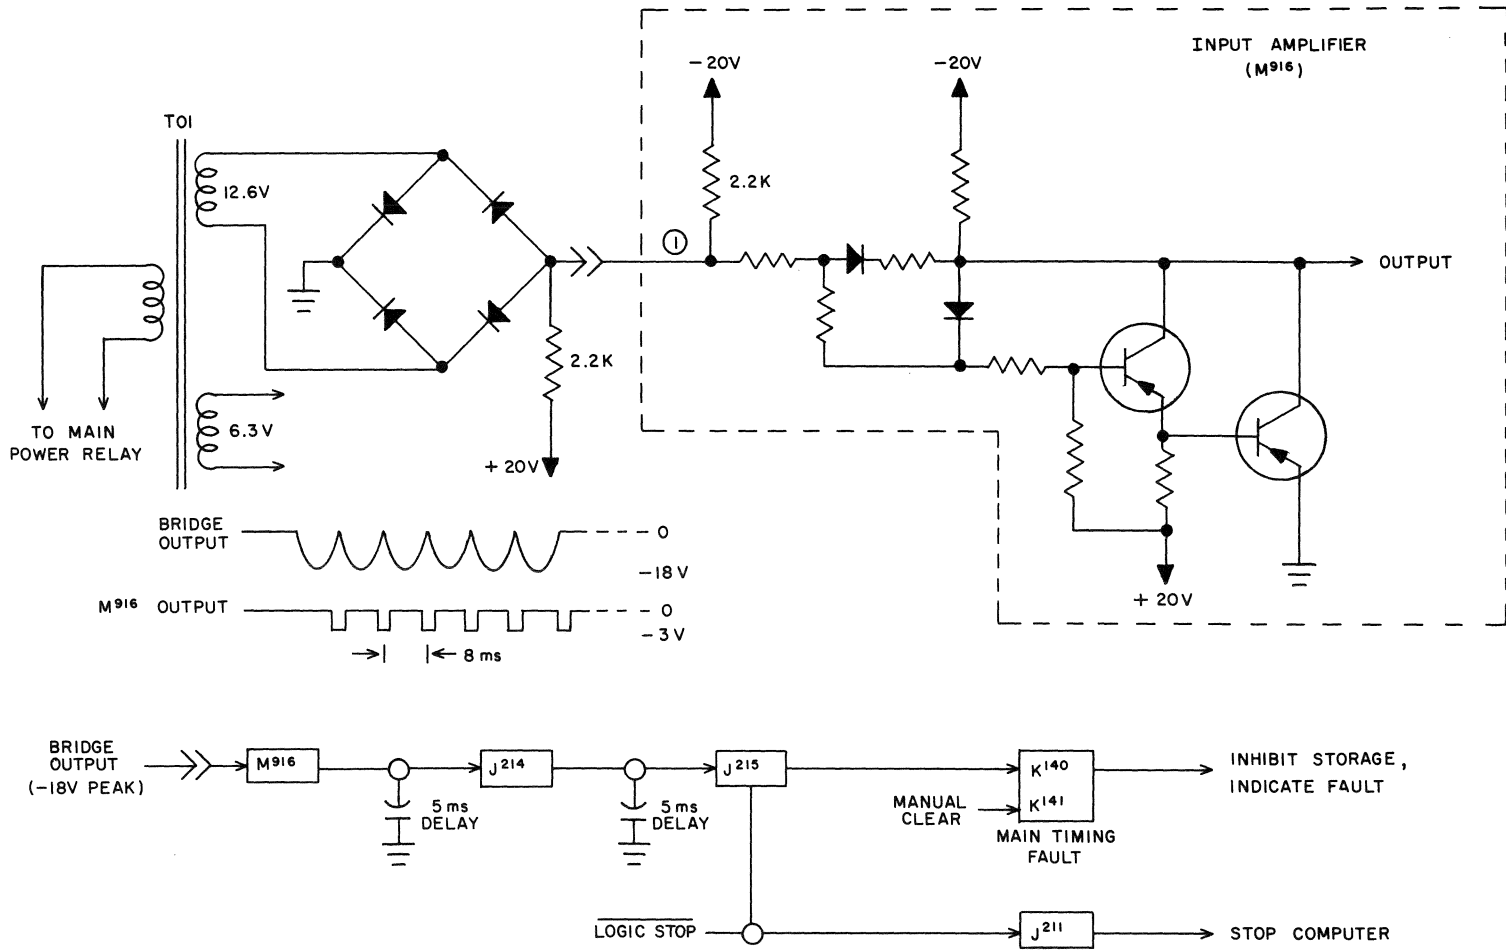 INPUT AMPLIFIER
(M⁹¹⁶)
−20V
−20V
TO1
12.6V
2.2K
1
OUTPUT
2.2K
6.3V
TO MAIN
POWER RELAY
+ 20V
BRIDGE
OUTPUT
0
−18V
+ 20V
M⁹¹⁶ OUTPUT
0
−3V
8 ms
BRIDGE
OUTPUT
(−18V PEAK)
M⁹¹⁶
5 ms
DELAY
J²¹⁴
5 ms
DELAY
J²¹⁵
MANUAL
CLEAR
K¹⁴⁰
K¹⁴¹
MAIN TIMING
FAULT
INHIBIT STORAGE,
INDICATE FAULT
LOGIC STOP
J²¹¹
STOP COMPUTER